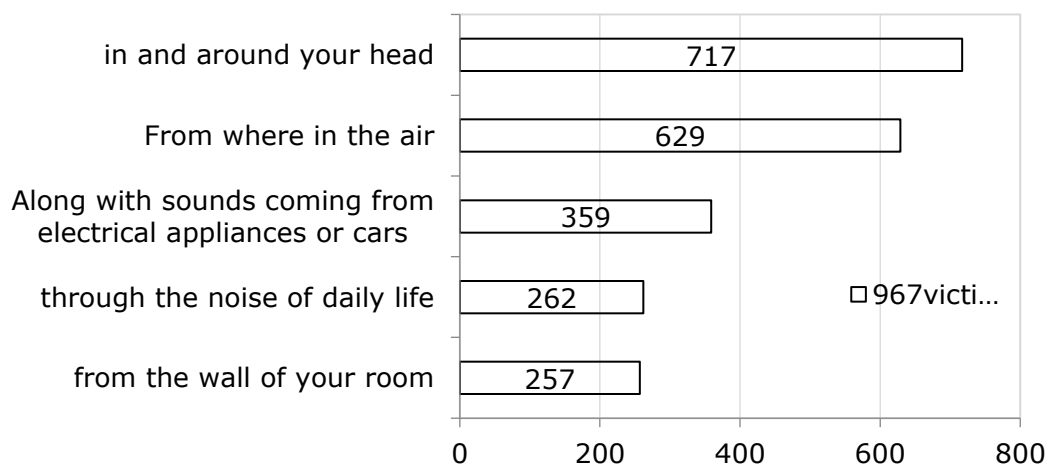 in and around your head
717
From where in the air
629
Along with sounds coming from
electrical appliances or cars
359
through the noise of daily life
262
967victi...
from the wall of your room
257
0 200 400 600 800